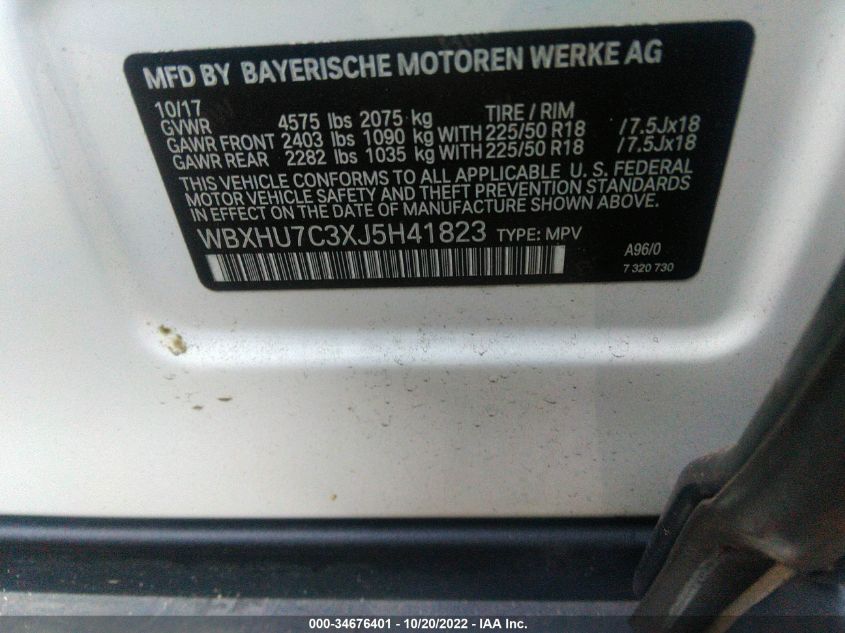 MFD BY BAYERISCHE MOTOREN WERKE AG
10/17
GVWR 4575 lbs 2075 kg TIRE / RIM
GAWR FRONT 2403 lbs 1090 kg WITH 225/50 R18 / 7.5Jx18
GAWR REAR 2282 lbs 1035 kg WITH 225/50 R18 / 7.5Jx18
THIS VEHICLE CONFORMS TO ALL APPLICABLE U. S. FEDERAL
MOTOR VEHICLE SAFETY AND THEFT PREVENTION STANDARDS
IN EFFECT ON THE DATE OF MANUFACTURE SHOWN ABOVE.
WBXHU7C3XJ5H41823 TYPE: MPV
A96/0
7 320 730
000-34676401 - 10/20/2022 - IAA Inc.